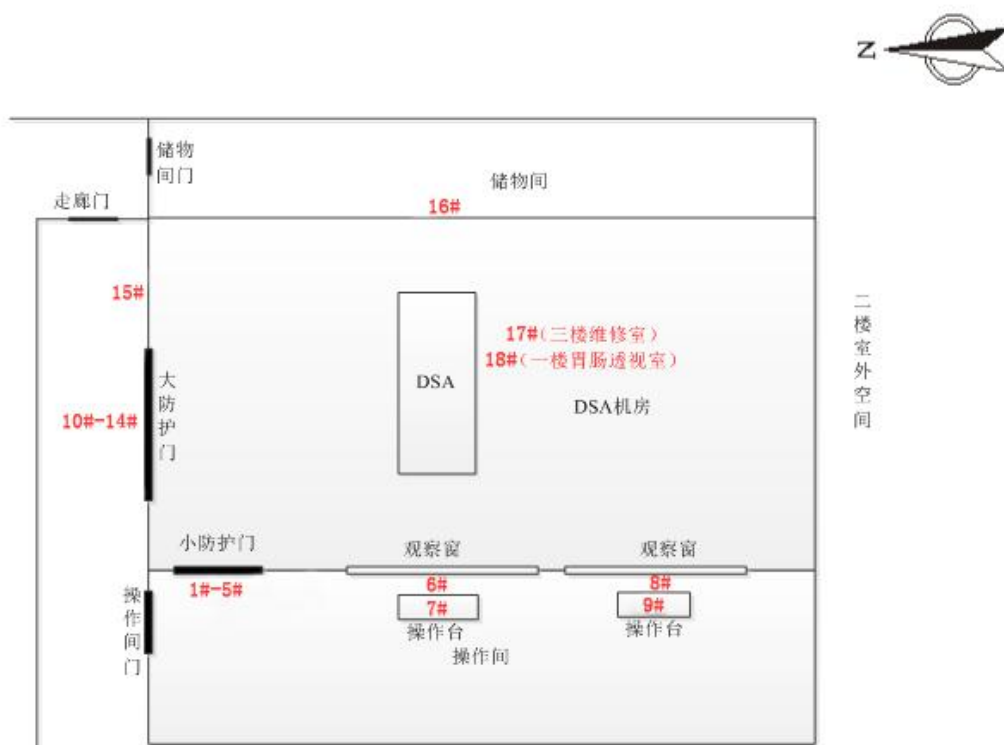 Z
储物
间门
储物间
走廊门
16#
15#
17#(三楼维修室)
18#(一楼胃肠透视室)
二楼室外空间
大防护门
DSA
DSA机房
10#-14#
小防护门
观察窗
观察窗
1#-5#
6#
8#
操作间门
7#
9#
操作台
操作台
操作间